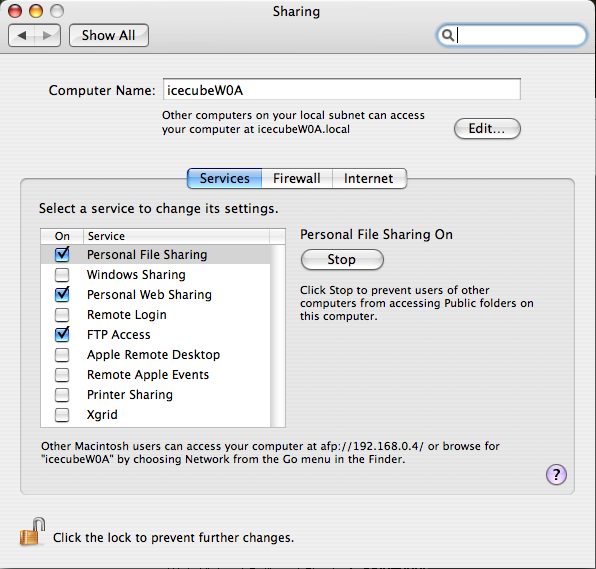 Sharing
Show All
Computer Name: icecubeW0A
Other computers on your local subnet can access
your computer at icecubeW0A.local
Edit...
Services Firewall Internet
Select a service to change its settings.
On Service
Personal File Sharing
Windows Sharing
Personal Web Sharing
Remote Login
FTP Access
Apple Remote Desktop
Remote Apple Events
Printer Sharing
Xgrid
Personal File Sharing On
Stop
Click Stop to prevent users of other
computers from accessing Public folders on
this computer.
Other Macintosh users can access your computer at afp://192.168.0.4/ or browse for
"icecubeW0A" by choosing Network from the Go menu in the Finder.
?
Click the lock to prevent further changes.